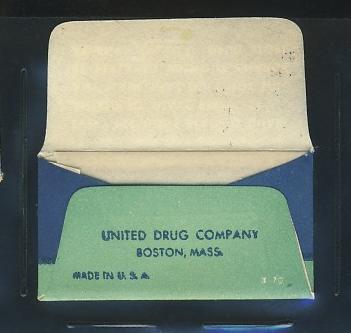 UNITED DRUG COMPANY
BOSTON, MASS.
MADE IN U. S. A.